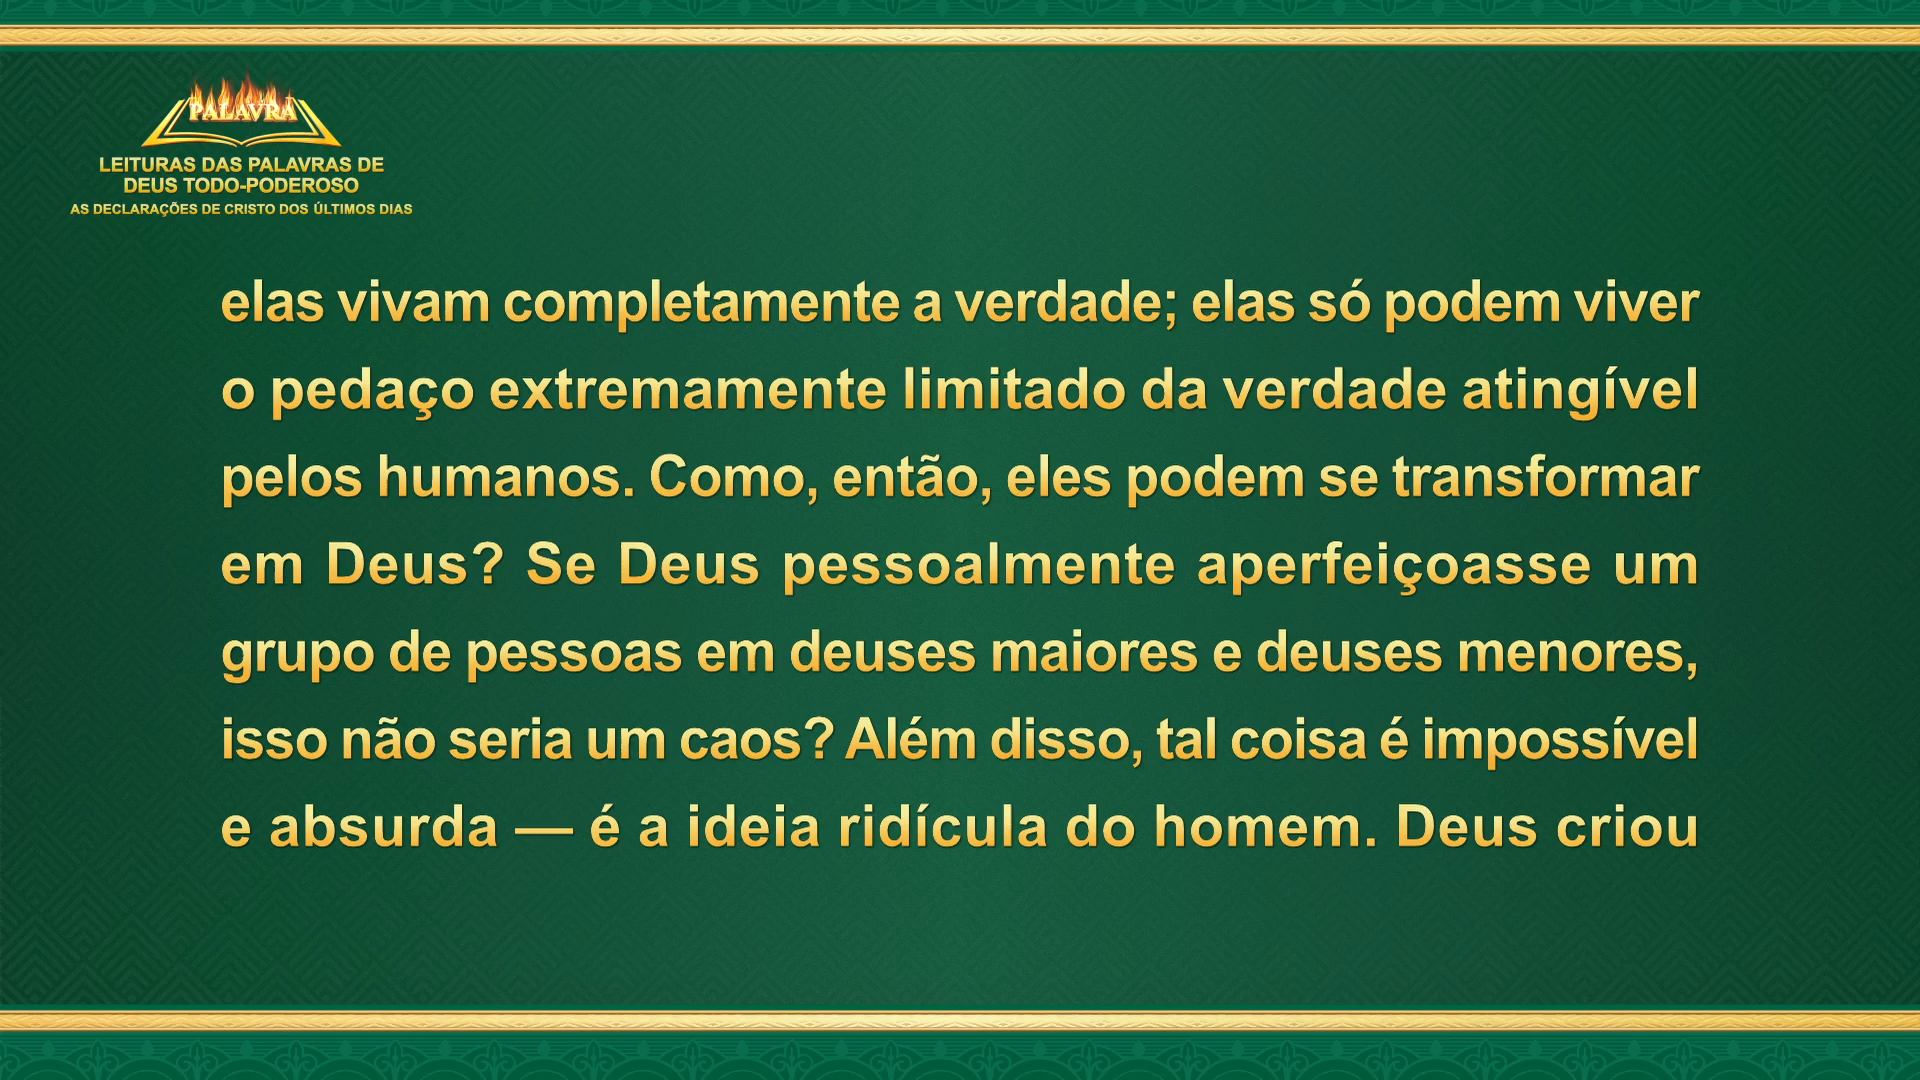 PALAVRA
LEITURAS DAS PALAVRAS DE
DEUS TODO-PODEROSO
AS DECLARAÇÕES DE CRISTO DOS ÚLTIMOS DIAS
elas vivam completamente a verdade; elas só podem viver
o pedaço extremamente limitado da verdade atingível
pelos humanos. Como, então, eles podem se transformar
em Deus? Se Deus pessoalmente aperfeiçoasse um
grupo de pessoas em deuses maiores e deuses menores,
isso não seria um caos? Além disso, tal coisa é impossível
e absurda — é a ideia ridícula do homem. Deus criou